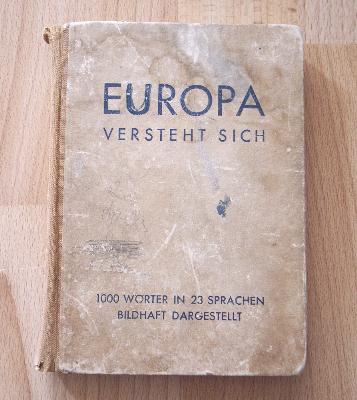 EUROPA
VERSTEHT SICH
1000 WÖRTER IN 23 SPRACHEN
BILDHAFT DARGESTELLT